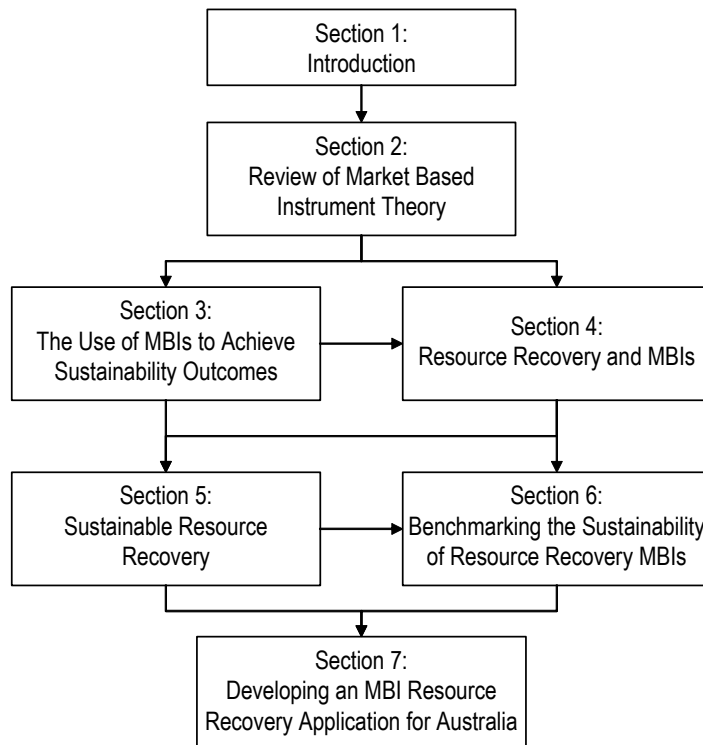 Section 1:
Introduction
Section 2:
Review of Market Based
Instrument Theory
Section 3:
The Use of MBIs to Achieve
Sustainability Outcomes
Section 4:
Resource Recovery and MBIs
Section 5:
Sustainable Resource
Recovery
Section 6:
Benchmarking the Sustainability
of Resource Recovery MBIs
Section 7:
Developing an MBI Resource
Recovery Application for Australia